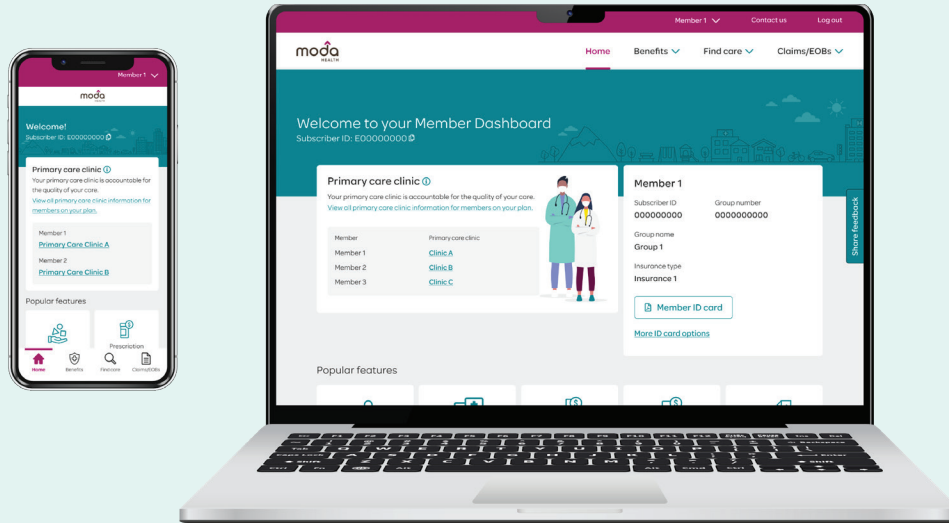 Member 1
moda
HEALTH
Welcome!
Subscriber ID: E00000000
Primary care clinic
Your primary care clinic is accountable for
the quality of your care.
View all primary care clinic information for
members on your plan.
Member 1
Primary Care Clinic A
Member 2
Primary Care Clinic B
Popular features
Prescription
Home
Benefits
Find care
Claims/EOBs
Member 1
Contact us
Log out
moda
HEALTH
Home
Benefits
Find care
Claims/EOBs
Welcome to your Member Dashboard
Subscriber ID: E00000000
Primary care clinic
Your primary care clinic is accountable for the quality of your care.
View all primary care clinic information for members on your plan.
Member Primary care clinic
Member 1 Clinic A
Member 2 Clinic B
Member 3 Clinic C
Member 1
Subscriber ID Group number
000000000 0000000000
Group name
Group 1
Insurance type
Insurance 1
Member ID card
More ID card options
Share feedback
Popular features